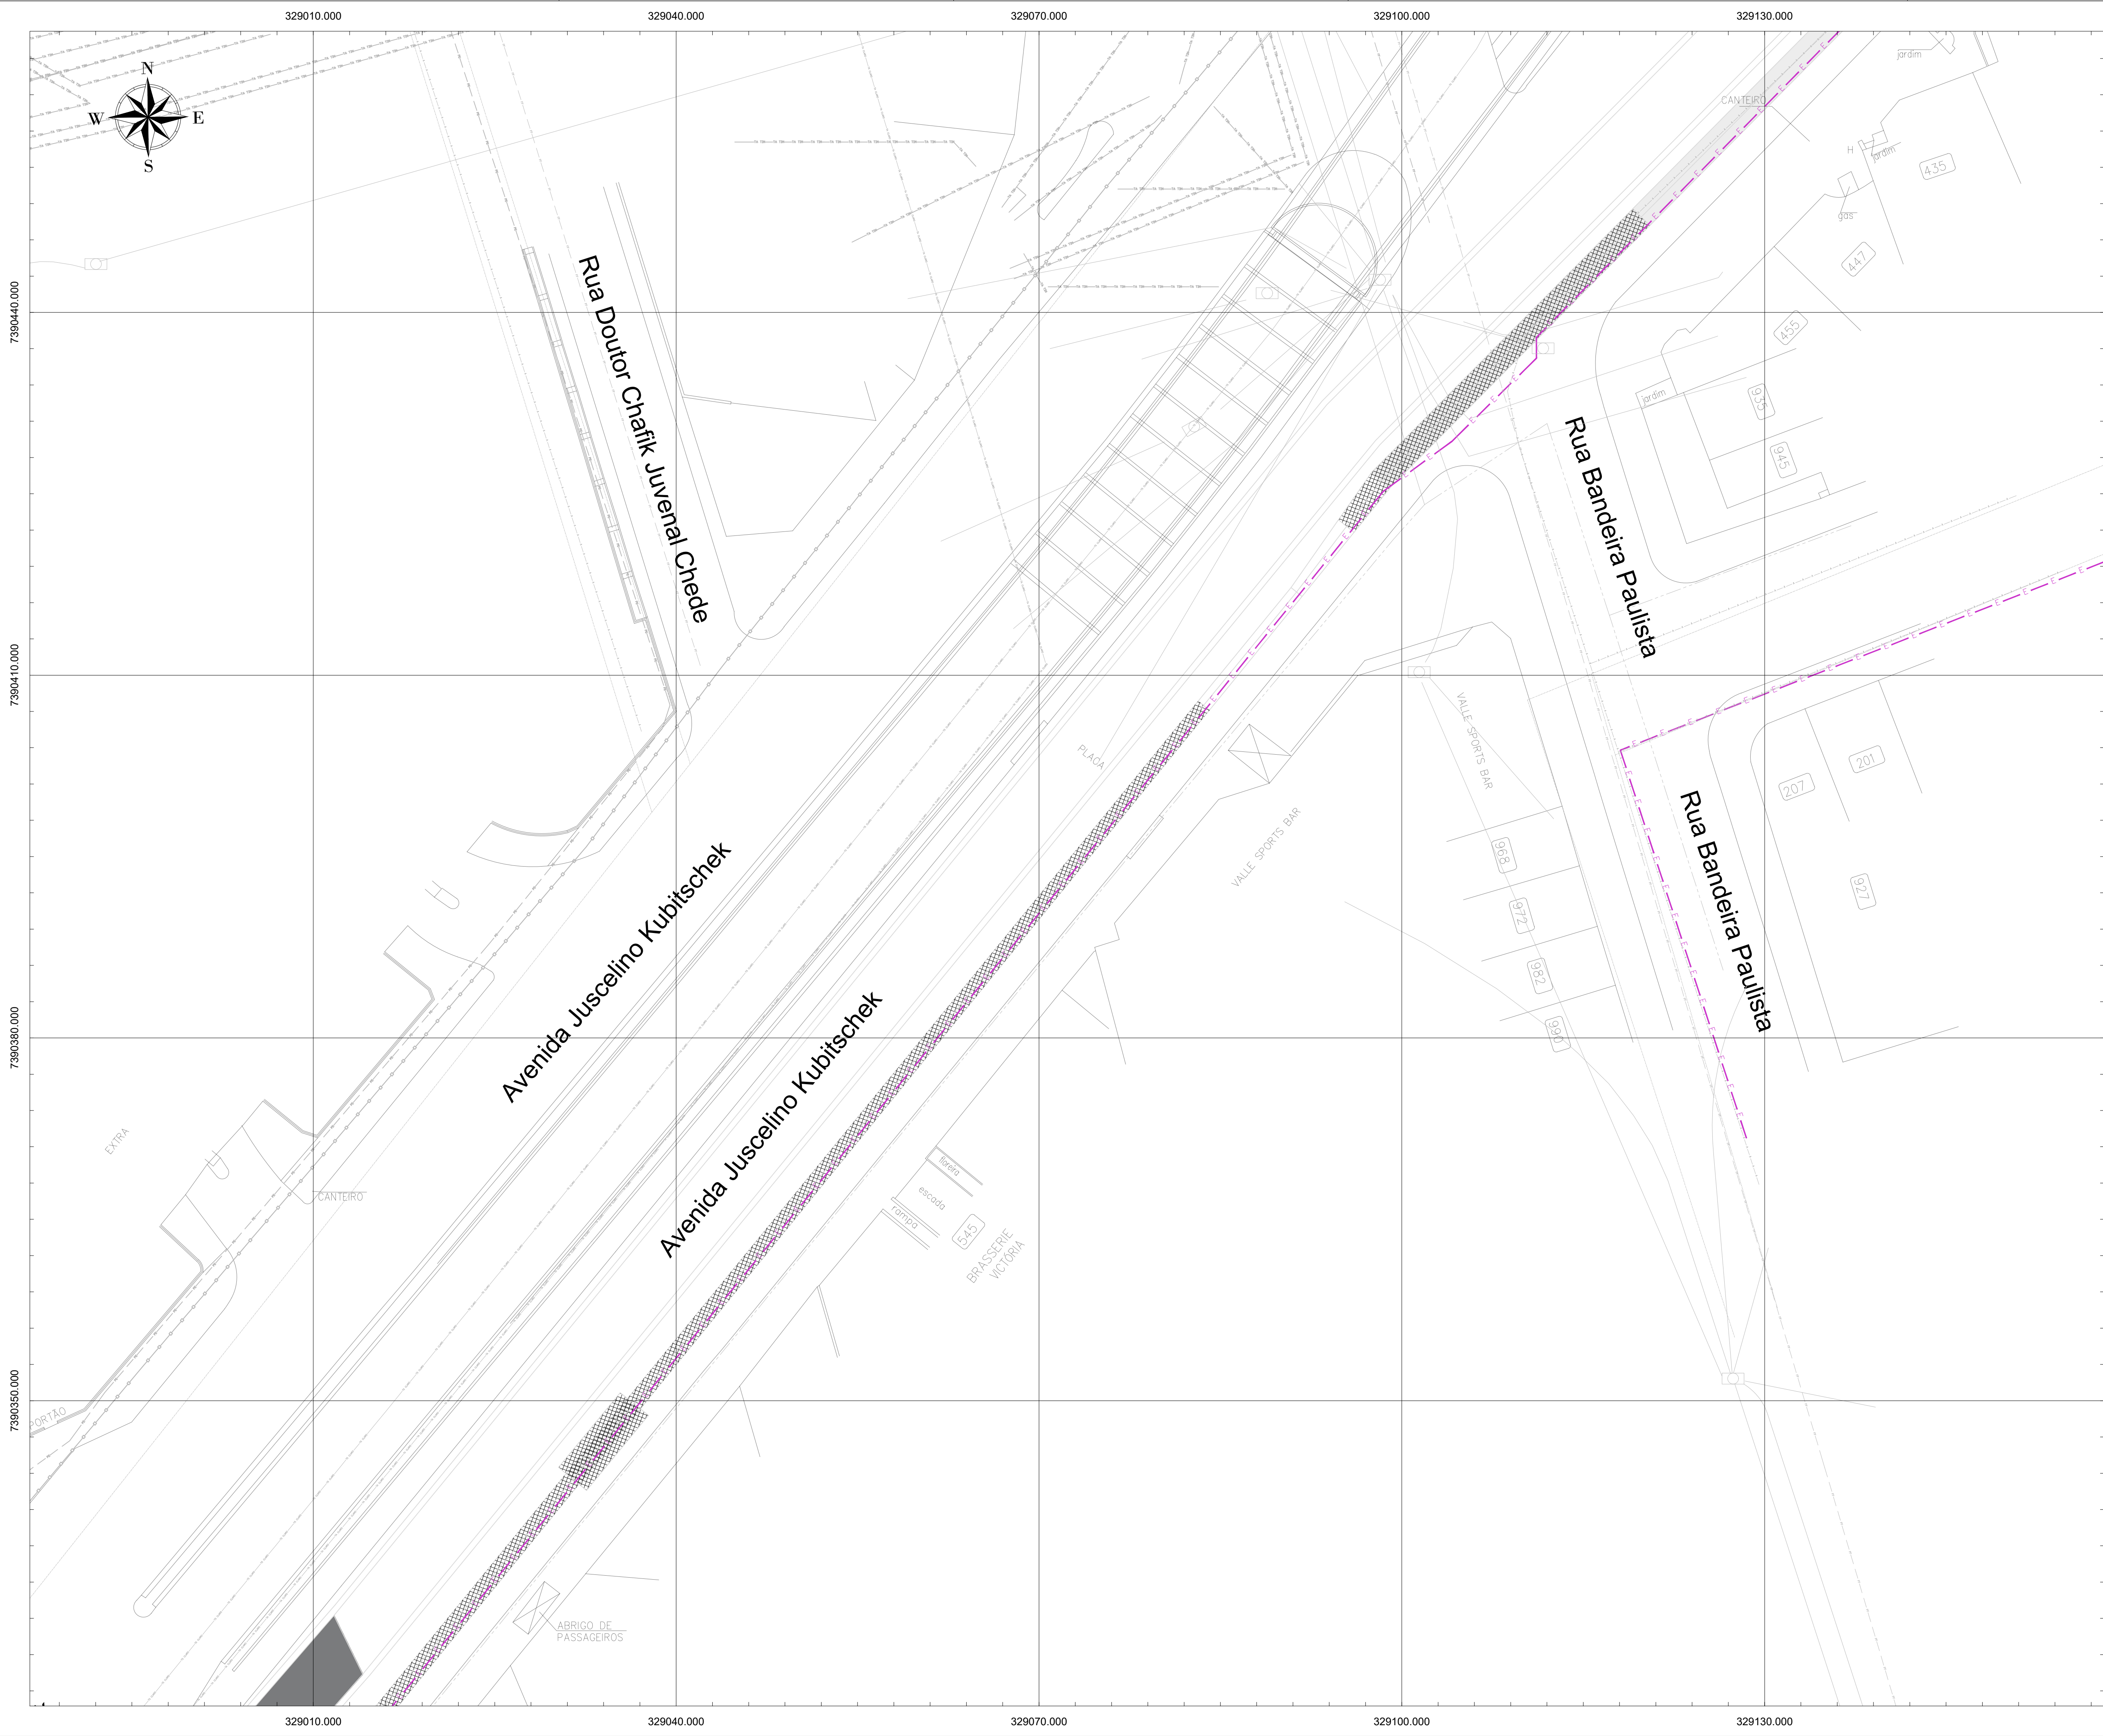 329010.000
329040.000
329070.000
329100.000
329130.000
N
W
E
S
7390440.000
7390410.000
7390380.000
7390350.000
Rua Doutor Chafik Juvenal Chede
CANTEIRO
jardim
H
jardim
435
gas
447
455
jardim
935
945
Rua Bandeira Paulista
VALLE SPORTS BAR
PLACA
VALLE SPORTS BAR
201
207
968
972
982
990
927
Rua Bandeira Paulista
Avenida Juscelino Kubitschek
Avenida Juscelino Kubitschek
EXTRA
CANTEIRO
floreira
escada
rampa
545
BRASSERIE
VICTÓRIA
PORTÃO
ABRIGO DE
PASSAGEIROS
329010.000
329040.000
329070.000
329100.000
329130.000